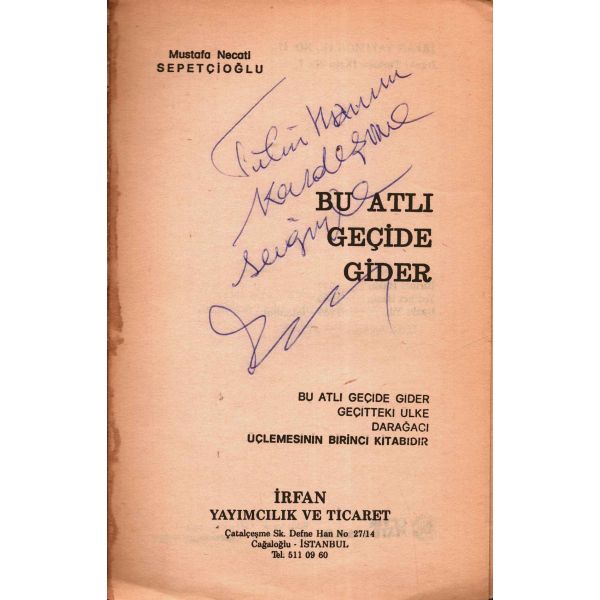 Mustafa Necati
SEPETÇİOĞLU
Tülin Hanım
Kardeşime
sevgiyle
BU ATLI
GEÇİDE
GİDER
BU ATLI GEÇİDE GİDER
GEÇİTTEKİ ULKE
DARAĞACI
ÜÇLEMESİNİN BİRİNCİ KİTABIDIR
İRFAN
YAYIMCILIK VE TİCARET
Çatalçeşme Sk. Defne Han No 27/14
Cağaloğlu - İSTANBUL
Tel. 511 09 60